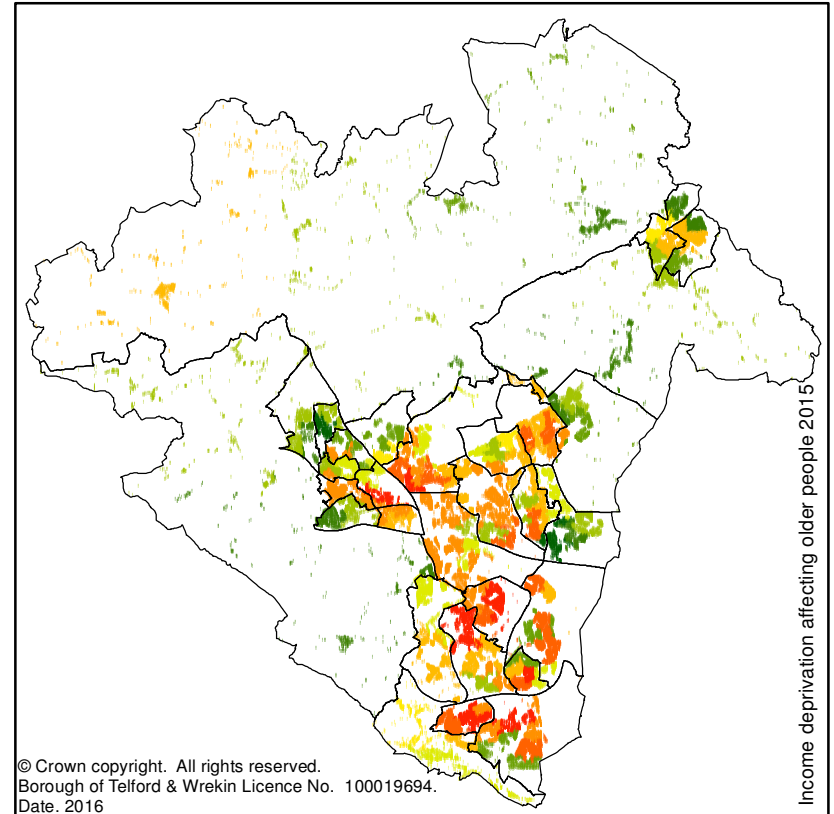 Income deprivation affecting older people 2015
© Crown copyright.  All rights reserved.
Borough of Telford & Wrekin Licence No.  100019694.
Date. 2016